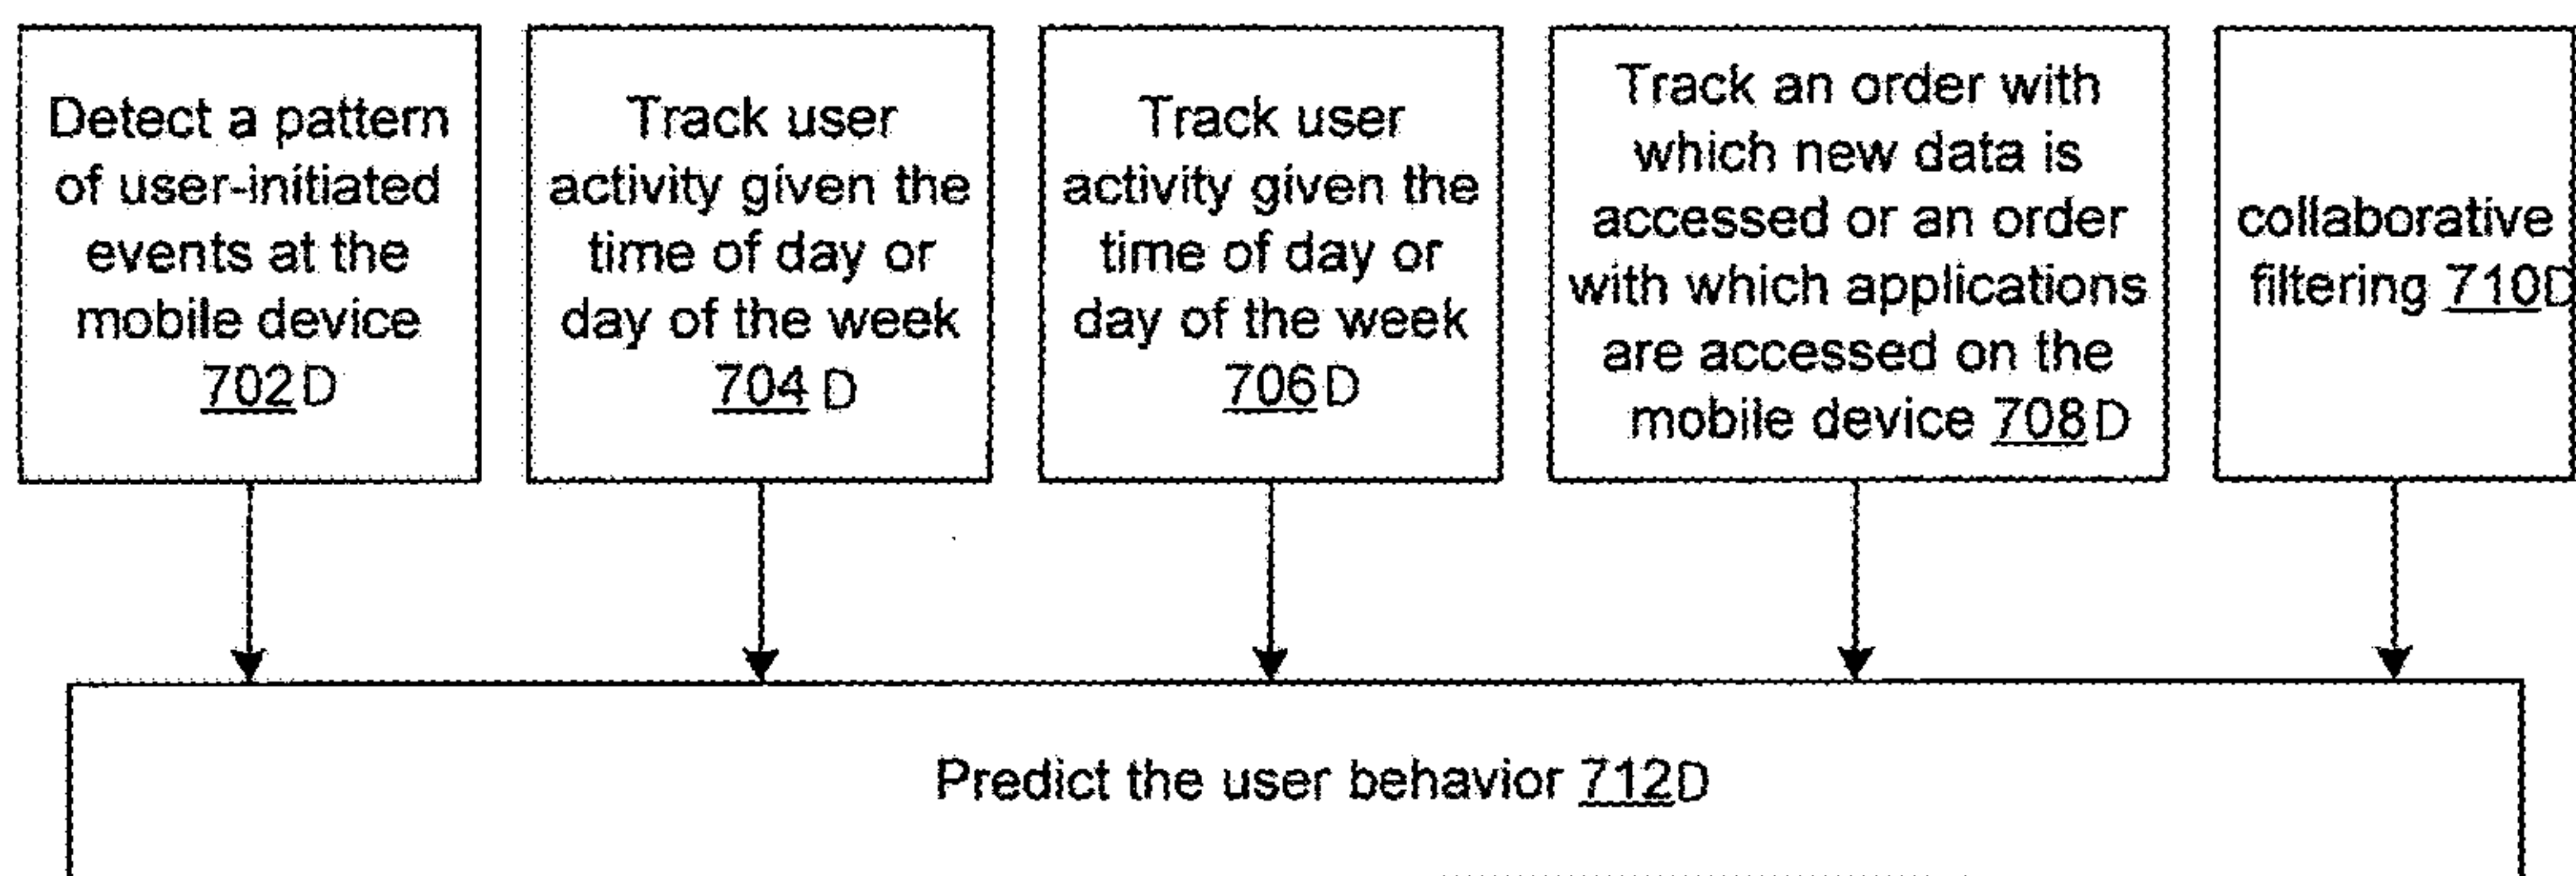 Detect a pattern
of user-initiated
events at the
mobile device
702D
Track user
activity given the
time of day or
day of the week
704 D
Track user
activity given the
time of day or
day of the week
706D
Track an order with
which new data is
accessed or an order
with which applications
are accessed on the
mobile device 708D
collaborative
filtering 710D
Predict the user behavior 712D